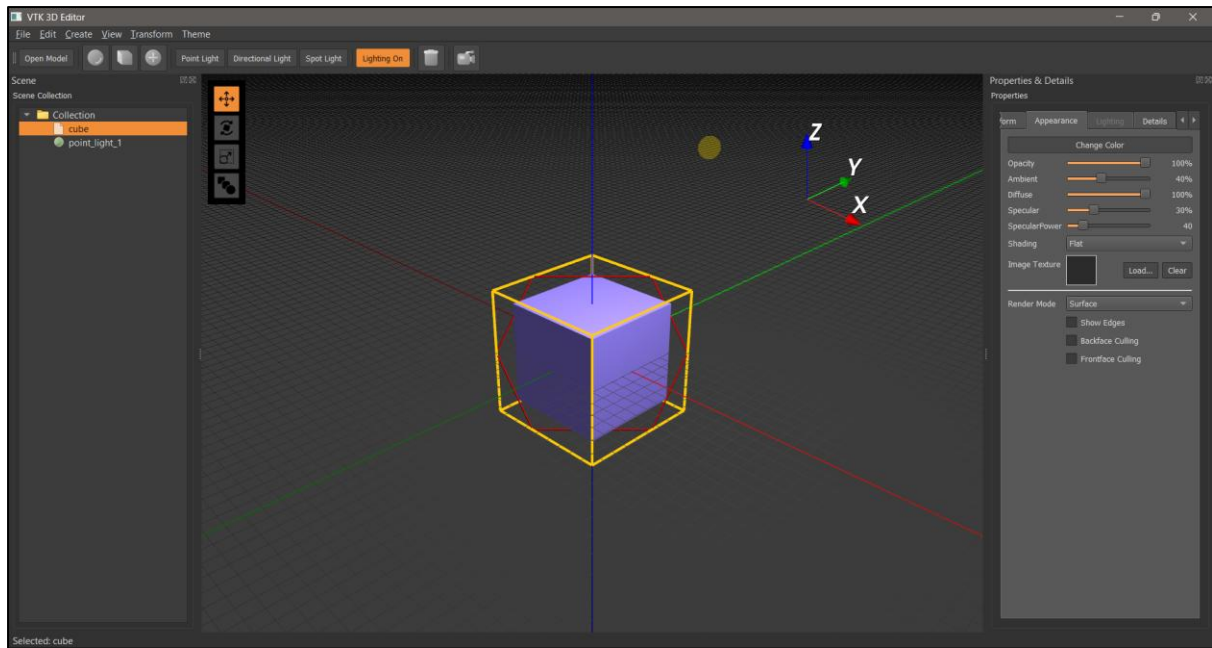 VTK 3D Editor
File Edit Create View Transform Theme
Open Model Point Light Directional Light Spot Light Lighting On
Scene
Scene Collection
Collection
cube
point_light_1
Z
Y
X
Properties & Details
Properties
form Appearance Lighting Details
Change Color
Opacity 100%
Ambient 40%
Diffuse 100%
Specular 30%
SpecularPower 40
Shading Flat
Image Texture Load... Clear
Render Mode Surface
Show Edges
Backface Culling
Frontface Culling
Selected: cube